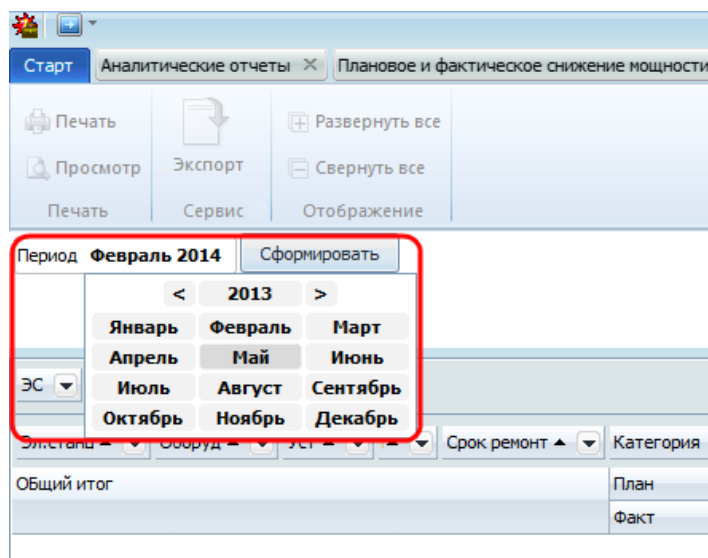 Старт Аналитические отчеты Плановое и фактическое снижение мощности
Печать Развернуть все
Просмотр Экспорт Свернуть все
Печать Сервис Отображение
Период Февраль 2014 Сформировать
< 2013 >
Январь Февраль Март
Апрель Май Июнь
ЭС Июль Август Сентябрь
Октябрь Ноябрь Декабрь
Срок ремонт Категория
ОБщий итог План
Факт